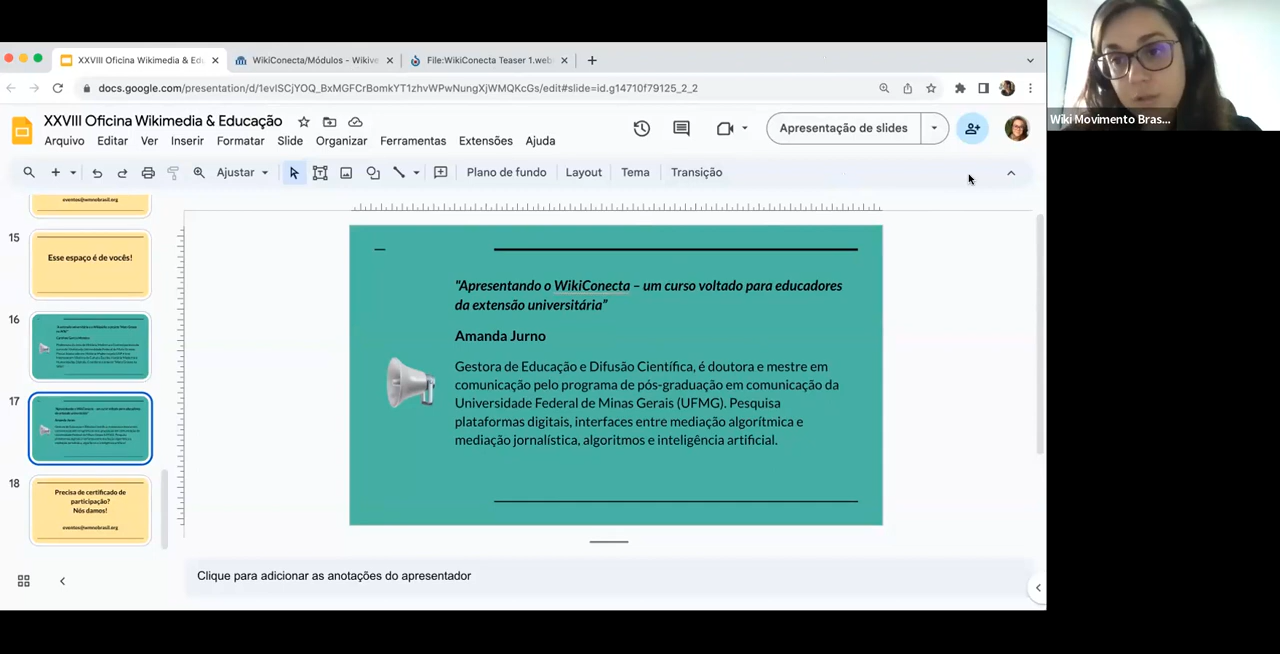 XXVIII Oficina Wikimedia & Edu
WikiConecta/Módulos - Wikive
File:WikiConecta Teaser 1.web
docs.google.com/presentation/d/1evlSCjYOQ_BxMGFCrBomkYT1zhvWPwNungXjWMQKcGs/edit#slide=id.g14710f79125_2_2
XXVIII Oficina Wikimedia & Educação
Arquivo Editar Ver Inserir Formatar Slide Organizar Ferramentas Extensões Ajuda
Apresentação de slides
Ajustar
Plano de fundo Layout Tema Transição
eventos@wmnobrasil.org
15
Esse espaço é de vocês!
16
17
18
Precisa de certificado de
participação?
Nós damos!
eventos@wmnobrasil.org
"Apresentando o WikiConecta – um curso voltado para educadores
da extensão universitária”
Amanda Jurno
Gestora de Educação e Difusão Científica, é doutora e mestre em
comunicação pelo programa de pós-graduação em comunicação da
Universidade Federal de Minas Gerais (UFMG). Pesquisa
plataformas digitais, interfaces entre mediação algorítmica e
mediação jornalística, algoritmos e inteligência artificial.
Clique para adicionar as anotações do apresentador
Wiki Movimento Bras...